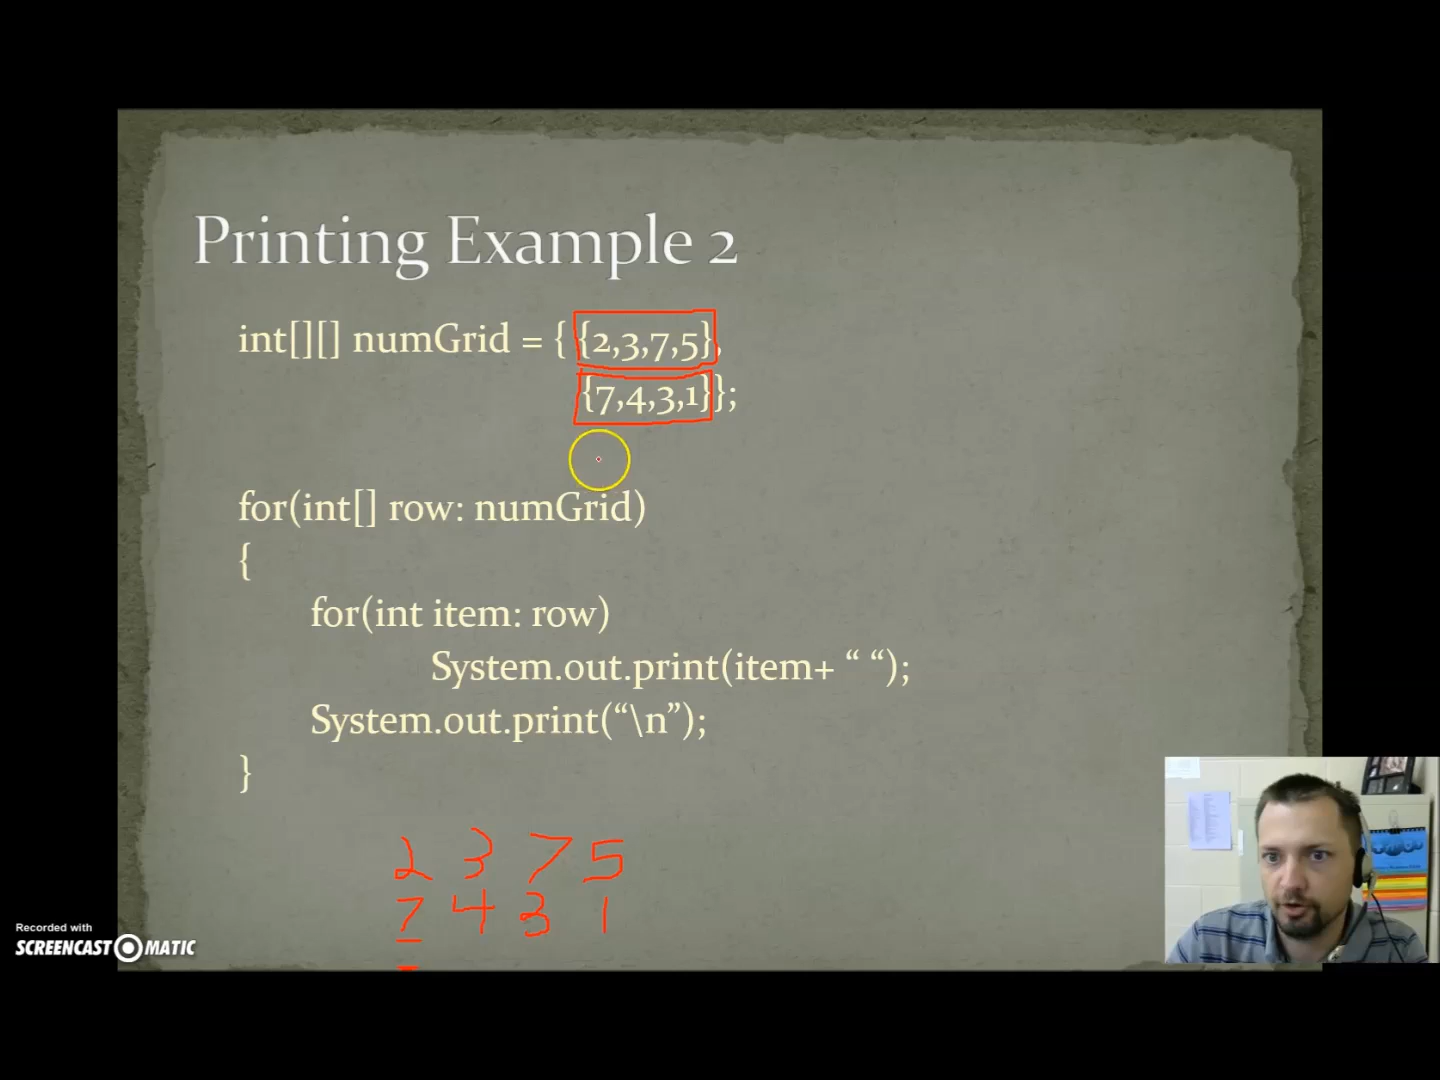 Printing Example 2
int[][] numGrid = { {2,3,7,5},
{7,4,3,1}};
for(int[] row: numGrid)
{
for(int item: row)
System.out.print(item+ “ “);
System.out.print(“\n”);
}
2 3 7 5
7 4 3 1
Recorded with
SCREENCAST MATIC